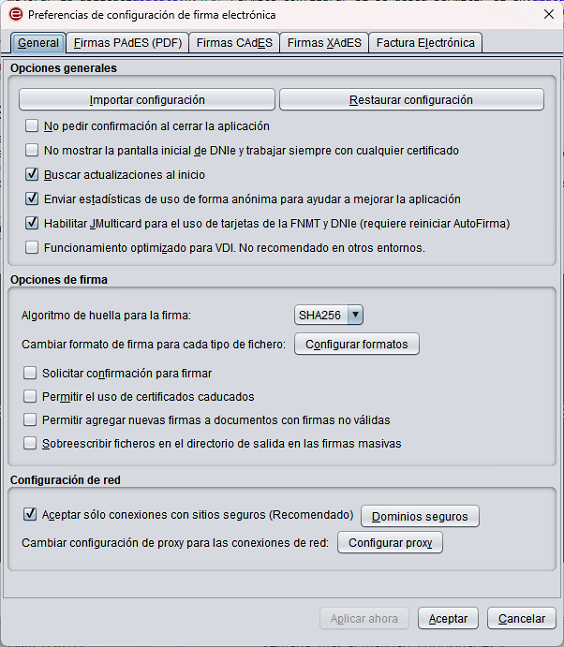 Preferencias de configuración de firma electrónica
General
Firmas PAdES (PDF)
Firmas CAdES
Firmas XAdES
Factura Electrónica
Opciones generales
Importar configuración
Restaurar configuración
No pedir confirmación al cerrar la aplicación
No mostrar la pantalla inicial de DNIe y trabajar siempre con cualquier certificado
Buscar actualizaciones al inicio
Enviar estadísticas de uso de forma anónima para ayudar a mejorar la aplicación
Habilitar JMulticard para el uso de tarjetas de la FNMT y DNIe (requiere reiniciar AutoFirma)
Funcionamiento optimizado para VDI. No recomendado en otros entornos.
Opciones de firma
Algoritmo de huella para la firma:
SHA256
Cambiar formato de firma para cada tipo de fichero:
Configurar formatos
Solicitar confirmación para firmar
Permitir el uso de certificados caducados
Permitir agregar nuevas firmas a documentos con firmas no válidas
Sobreescribir ficheros en el directorio de salida en las firmas masivas
Configuración de red
Aceptar sólo conexiones con sitios seguros (Recomendado)
Dominios seguros
Cambiar configuración de proxy para las conexiones de red:
Configurar proxy
Aplicar ahora
Aceptar
Cancelar